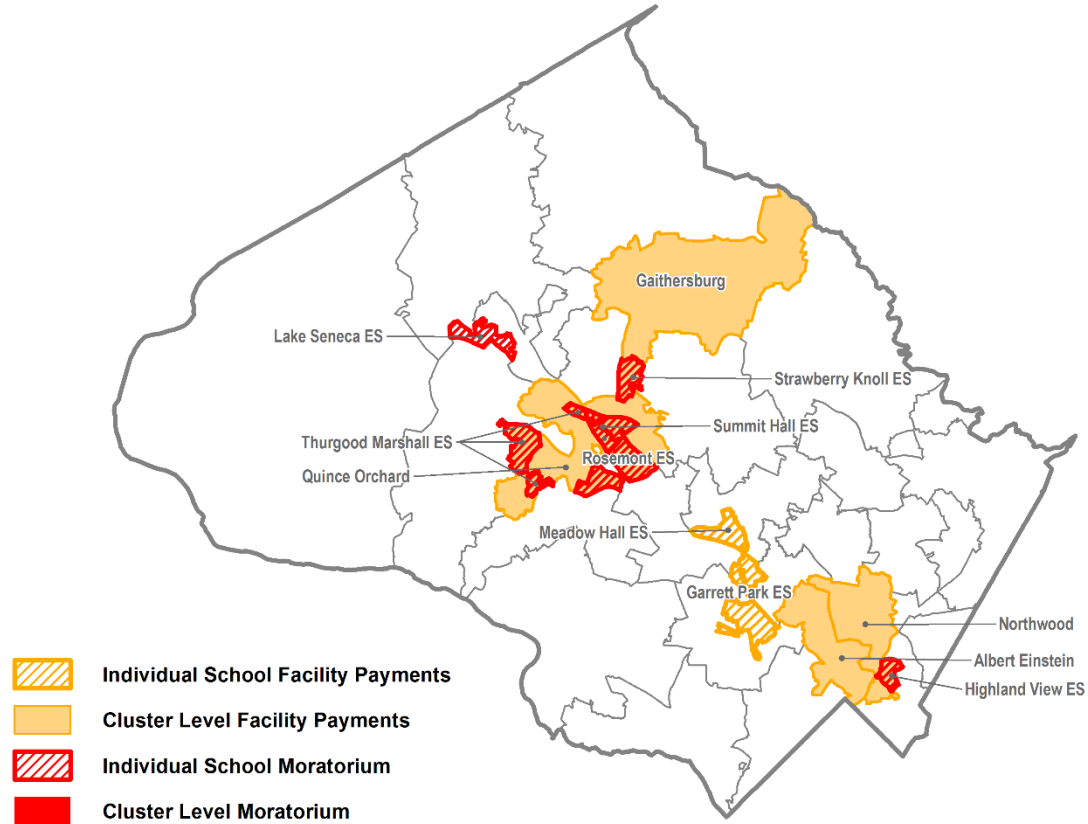 Gaithersburg
Lake Seneca ES
Strawberry Knoll ES
Summit Hall ES
Thurgood Marshall ES
Rosemont ES
Quince Orchard
Meadow Hall ES
Garrett Park ES
Northwood
Albert Einstein
Highland View ES
Individual School Facility Payments
Cluster Level Facility Payments
Individual School Moratorium
Cluster Level Moratorium